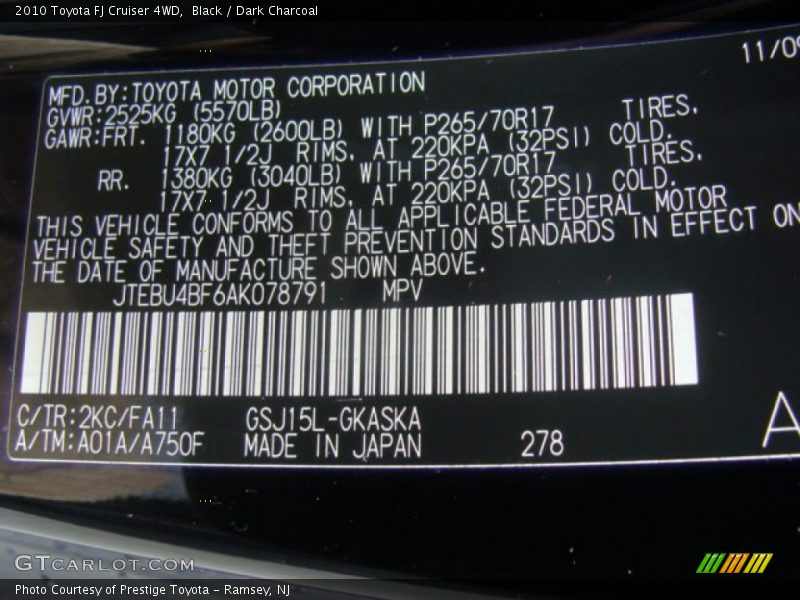 2010 Toyota FJ Cruiser 4WD,  Black / Dark Charcoal
11/09
MFD.BY:TOYOTA MOTOR CORPORATION
GVWR:2525KG (5570LB)
GAWR:FRT. 1180KG (2600LB) WITH P265/70R17 TIRES,
17X7 1/2J RIMS, AT 220KPA (32PSI) COLD.
RR. 1380KG (3040LB) WITH P265/70R17 TIRES,
17X7 1/2J RIMS, AT 220KPA (32PSI) COLD.
THIS VEHICLE CONFORMS TO ALL APPLICABLE FEDERAL MOTOR
VEHICLE SAFETY AND THEFT PREVENTION STANDARDS IN EFFECT ON
THE DATE OF MANUFACTURE SHOWN ABOVE.
JTEBU4BF6AK078791 MPV
C/TR:2KC/FA11 GSJ15L-GKASKA
A/TM:A01A/A750F MADE IN JAPAN 278
A
GTCARLOT.COM
Photo Courtesy of Prestige Toyota - Ramsey, NJ